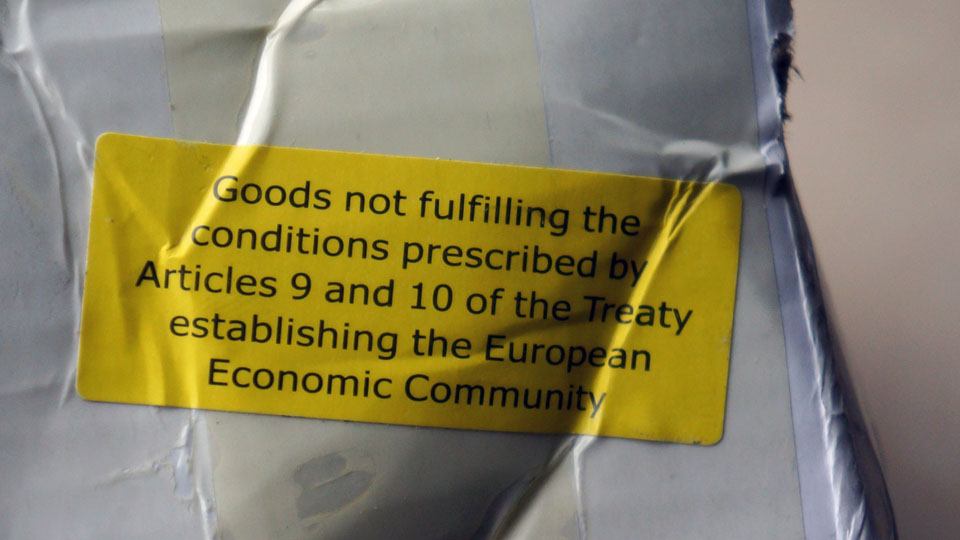 Goods not fulfilling the
conditions prescribed by
Articles 9 and 10 of the Treaty
establishing the European
Economic Community